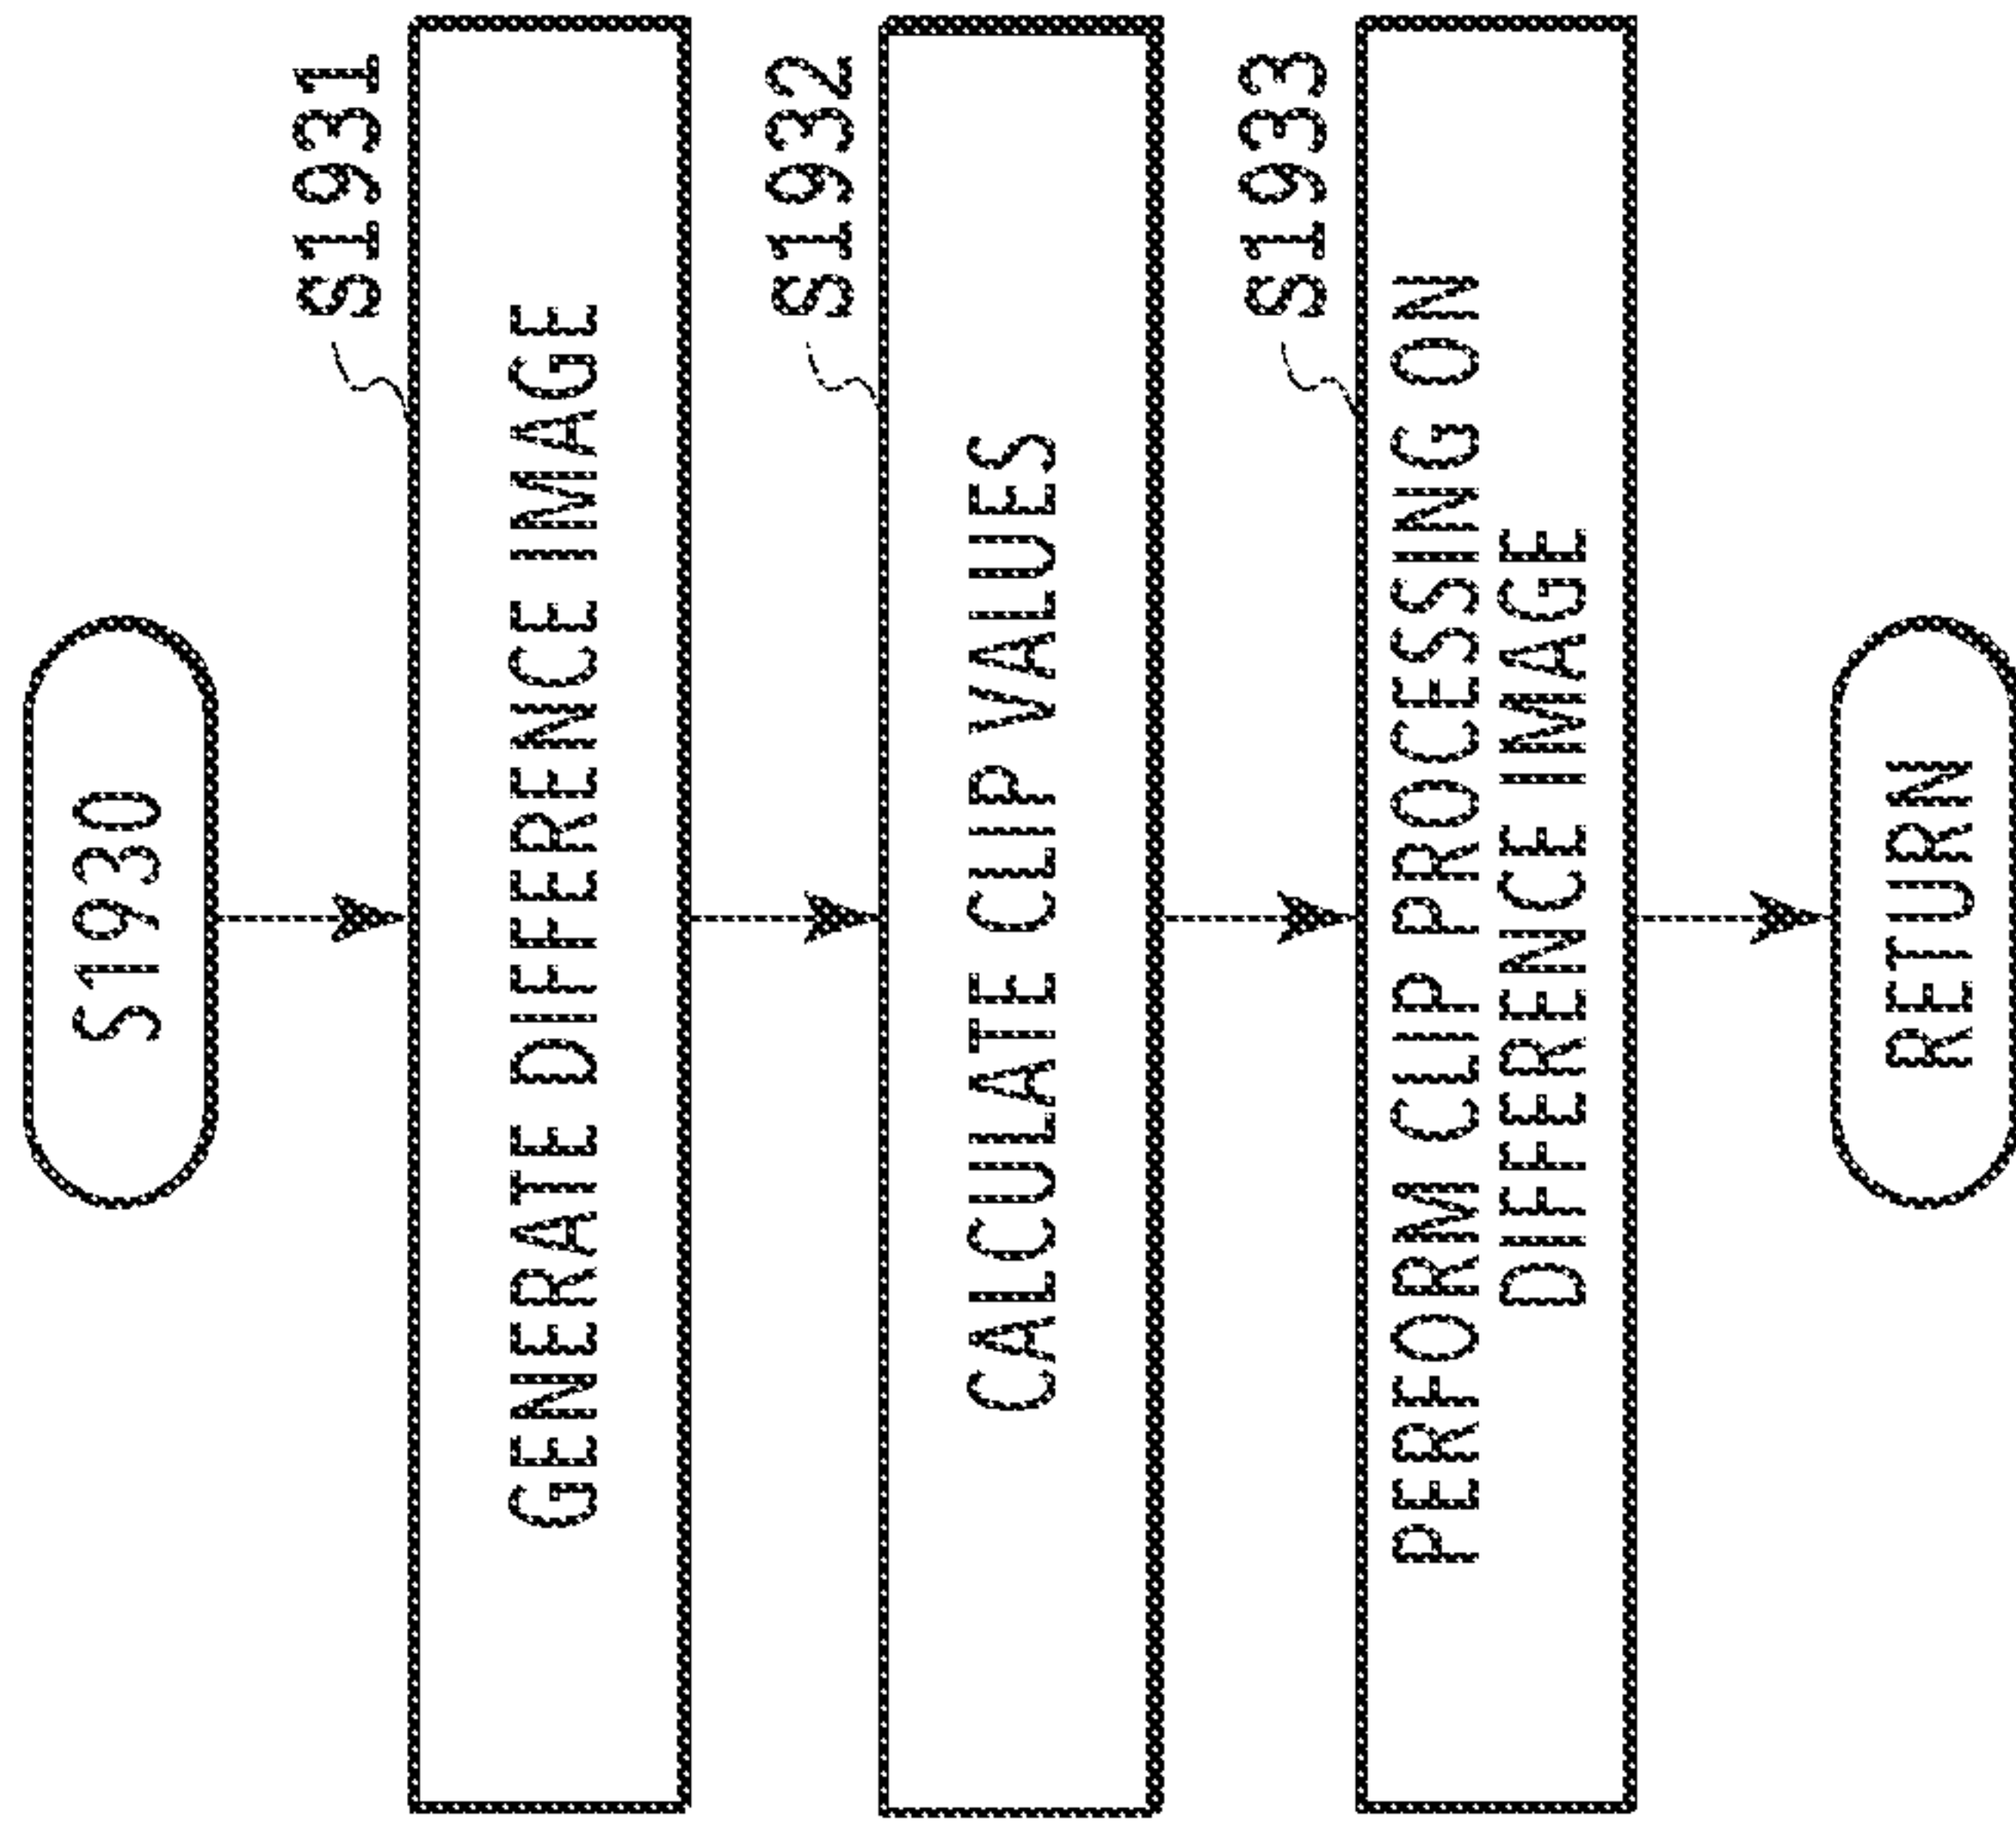 S1930
S1931
GENERATE DIFFERENCE IMAGE
S1932
CALCULATE CLIP VALUES
S1933
PERFORM CLIP PROCESSING ON
DIFFERENCE IMAGE
RETURN